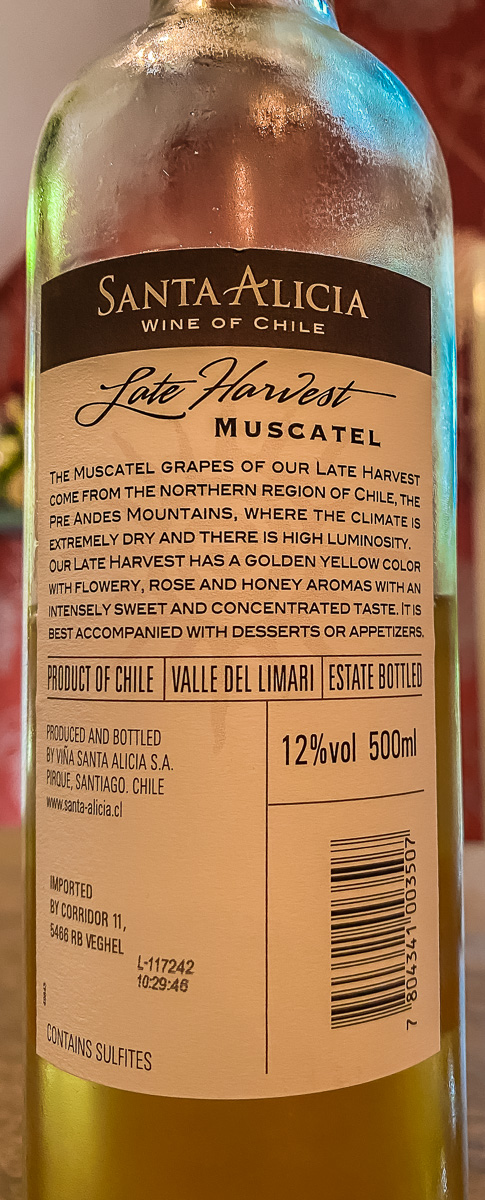 SANTA ALICIA
WINE OF CHILE
Late Harvest
MUSCATEL
THE MUSCATEL GRAPES OF OUR LATE HARVEST
COME FROM THE NORTHERN REGION OF CHILE, THE
PRE ANDES MOUNTAINS, WHERE THE CLIMATE IS
EXTREMELY DRY AND THERE IS HIGH LUMINOSITY.
OUR LATE HARVEST HAS A GOLDEN YELLOW COLOR
WITH FLOWERY, ROSE AND HONEY AROMAS WITH AN
INTENSELY SWEET AND CONCENTRATED TASTE. IT IS
BEST ACCOMPANIED WITH DESSERTS OR APPETIZERS.
PRODUCT OF CHILE VALLE DEL LIMARI ESTATE BOTTLED
PRODUCED AND BOTTLED
BY VIÑA SANTA ALICIA S.A.
PIRQUE, SANTIAGO. CHILE
www.santa-alicia.cl
12%vol 500ml
IMPORTED
BY CORRIDOR 11,
5466 RB VEGHEL
L-117242
10:29:46
CONTAINS SULFITES
7 804341 003507